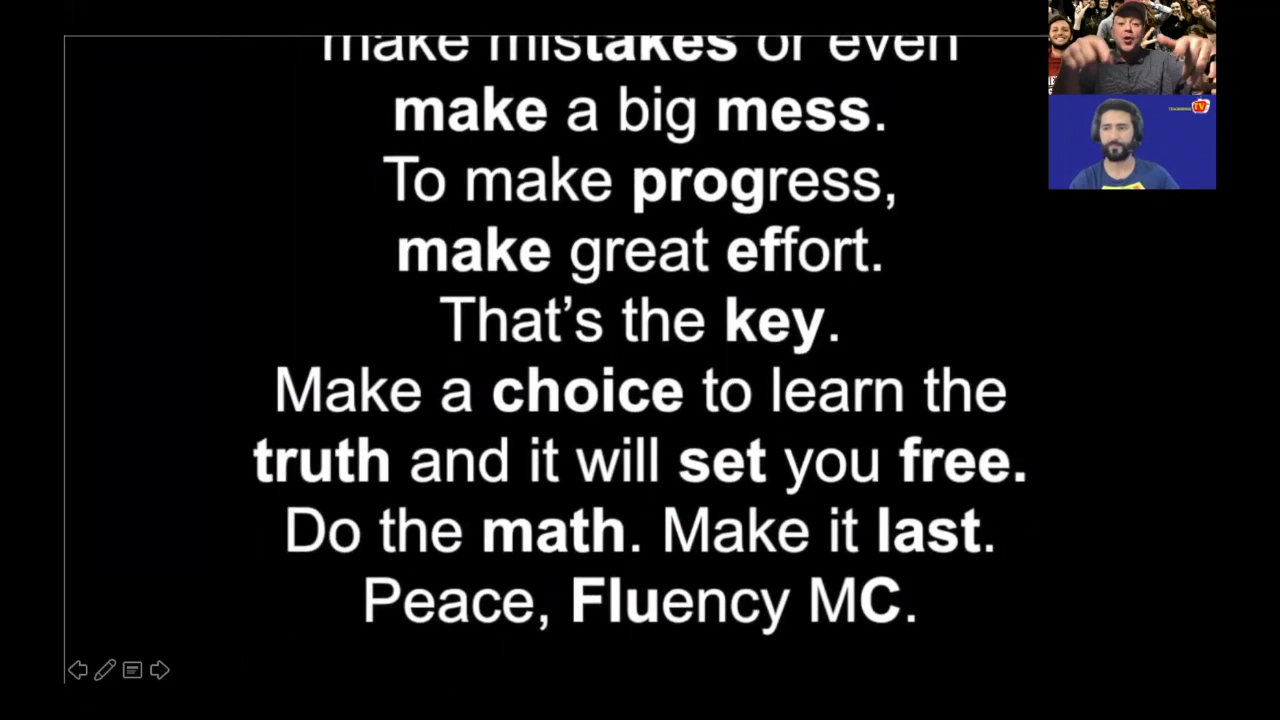 make mistakes or even
make a big mess.
To make progress,
make great effort.
That’s the key.
Make a choice to learn the
truth and it will set you free.
Do the math. Make it last.
Peace, Fluency MC.
TV